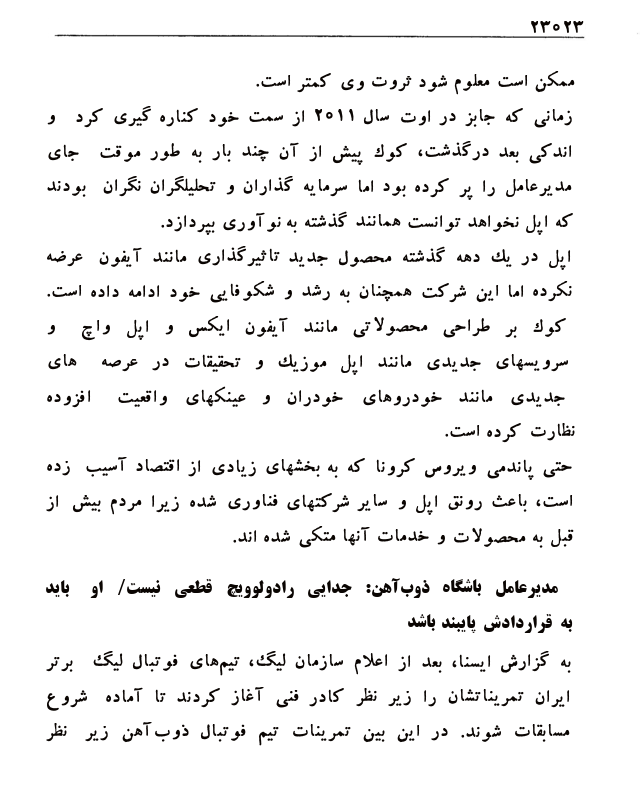 ۲۳۰۲۳
ممکن است معلوم شود ثروت وی کمتر است.
زمانی که جابز در اوت سال ۲۰۱۱ از سمت خود کناره گیری کرد و
اندکی بعد درگذشت، کوك پیش از آن چند بار به طور موقت جای
مدیرعامل را پر کرده بود اما سرمایه گذاران و تحلیلگران نگران بودند
که اپل نخواهد توانست همانند گذشته به نوآوری بپردازد.
اپل در یك دهه گذشته محصول جدید تاثیرگذاری مانند آیفون عرضه
نکرده اما این شرکت همچنان به رشد و شکوفایی خود ادامه داده است.
کوك بر طراحی محصولاتی مانند آیفون ایکس و اپل واچ و
سرویسهای جدیدی مانند اپل موزیك و تحقیقات در عرصه های
جدیدی مانند خودروهای خودران و عینکهای واقعیت افزوده
نظارت کرده است.
حتی پاندمی ویروس کرونا که به بخشهای زیادی از اقتصاد آسیب زده
است، باعث رونق اپل و سایر شرکتهای فناوری شده زیرا مردم بیش از
قبل به محصولات و خدمات آنها متکی شده اند.
مدیرعامل باشگاه ذوب‌آهن: جدایی رادولوویچ قطعی نیست/ او باید
به قراردادش پایبند باشد
به گزارش ایسنا، بعد از اعلام سازمان لیگ، تیم‌های فوتبال لیگ برتر
ایران تمریناتشان را زیر نظر کادر فنی آغاز کردند تا آماده شروع
مسابقات شوند. در این بین تمرینات تیم فوتبال ذوب‌آهن زیر نظر